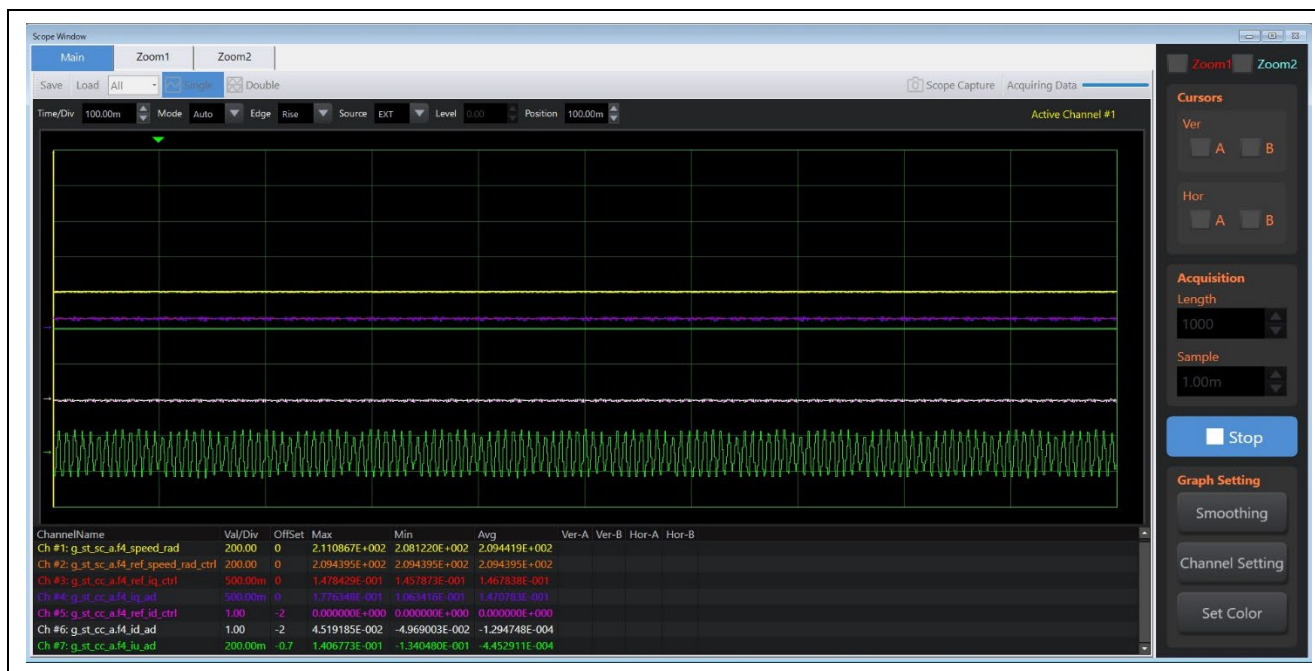 Scope Window
Main Zoom1 Zoom2
Save Load All Single Double Scope Capture Acquiring Data
Time/Div 100.00m Mode Auto Edge Rise Source EXT Level 0.00 Position 100.00m Active Channel #1
ChannelName Val/Div OffSet Max Min Avg Ver-A Ver-B Hor-A Hor-B
Ch #1: g_st_sc_a.f4_speed_rad 200.00 0 2.110867E+002 2.081220E+002 2.094419E+002
Ch #2: g_st_sc_a.f4_ref_speed_rad_ctrl 200.00 0 2.094395E+002 2.094395E+002 2.094395E+002
Ch #3: g_st_cc_a.f4_ref_iq_ctrl 500.00m 0 1.478429E-001 1.457873E-001 1.467838E-001
Ch #4: g_st_cc_a.f4_iq_ad 500.00m 0 1.776348E-001 1.063416E-001 1.470783E-001
Ch #5: g_st_cc_a.f4_ref_id_ctrl 1.00 -2 0.000000E+000 0.000000E+000 0.000000E+000
Ch #6: g_st_cc_a.f4_id_ad 1.00 -2 4.519185E-002 -4.969003E-002 -1.294748E-004
Ch #7: g_st_cc_a.f4_iu_ad 200.00m -0.7 1.406773E-001 -1.340480E-001 -4.452911E-004
Zoom1 Zoom2
Cursors
Ver
A B
Hor
A B
Acquisition
Length
1000
Sample
1.00m
Stop
Graph Setting
Smoothing
Channel Setting
Set Color